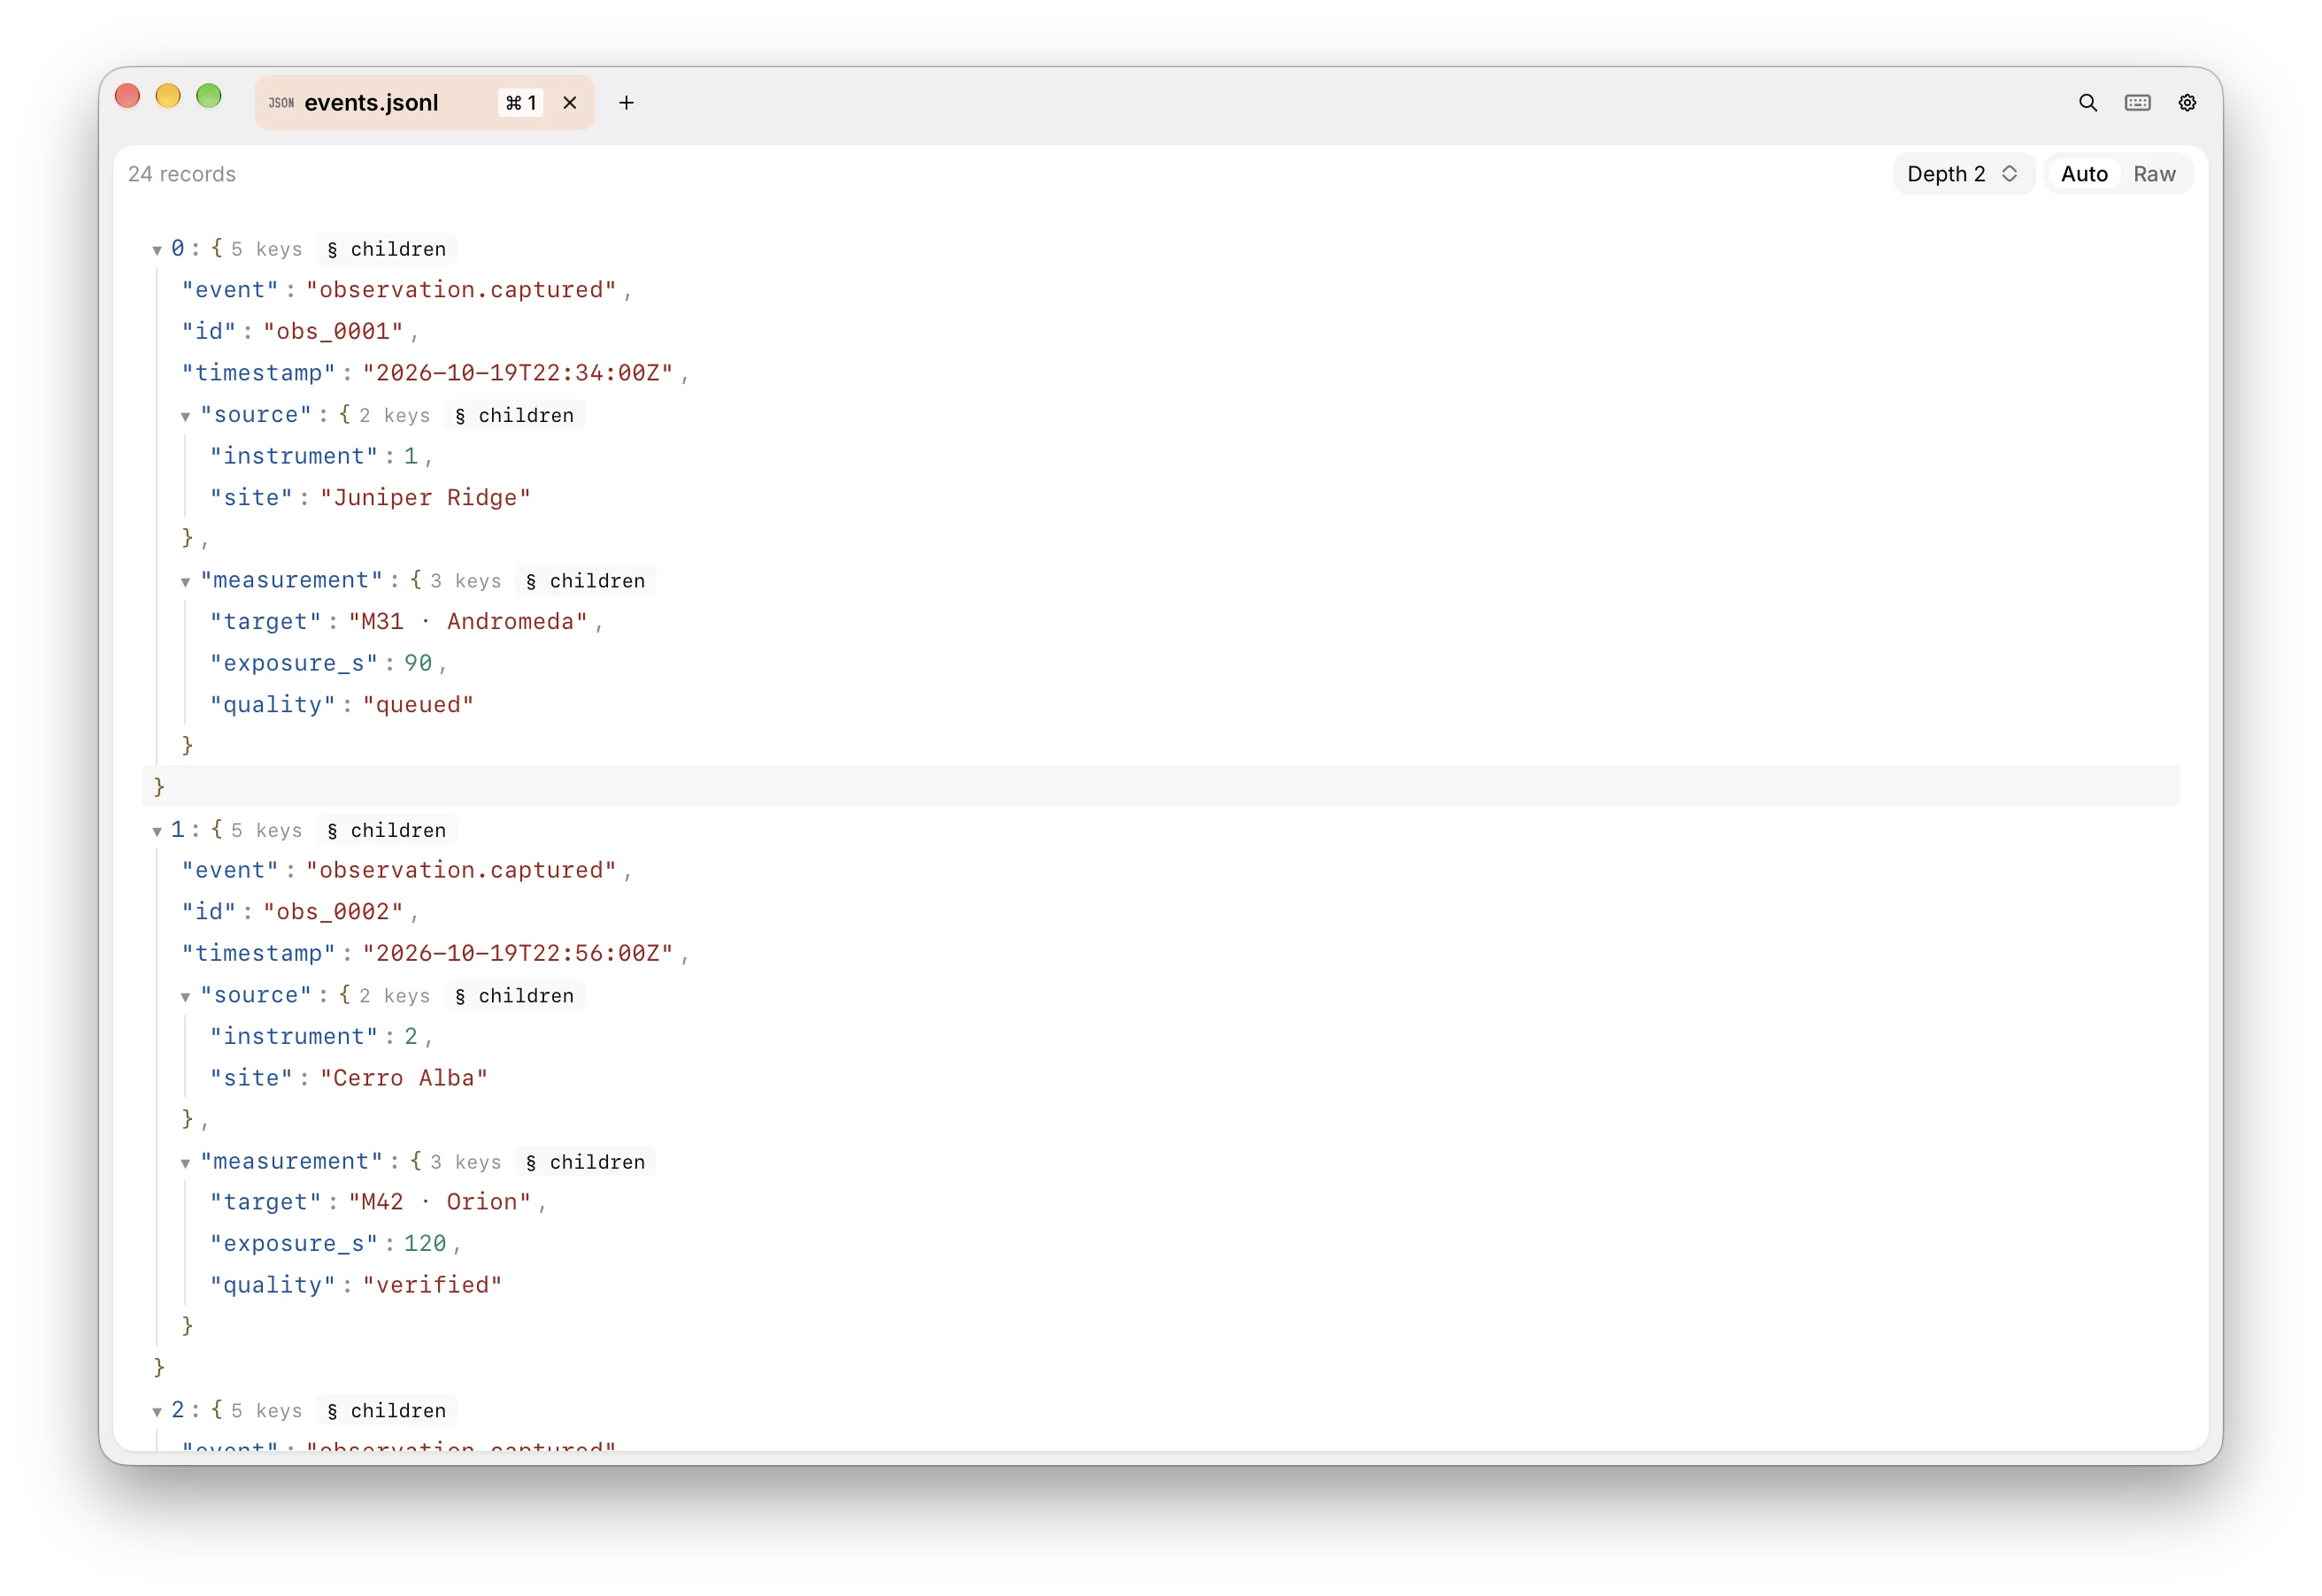 JSON events.jsonl ⌘ 1 × +
24 records Depth 2 Auto Raw
▼ 0: { 5 keys § children
"event": "observation.captured",
"id": "obs_0001",
"timestamp": "2026-10-19T22:34:00Z",
▼ "source": { 2 keys § children
"instrument": 1,
"site": "Juniper Ridge"
},
▼ "measurement": { 3 keys § children
"target": "M31 · Andromeda",
"exposure_s": 90,
"quality": "queued"
}
}
▼ 1: { 5 keys § children
"event": "observation.captured",
"id": "obs_0002",
"timestamp": "2026-10-19T22:56:00Z",
▼ "source": { 2 keys § children
"instrument": 2,
"site": "Cerro Alba"
},
▼ "measurement": { 3 keys § children
"target": "M42 · Orion",
"exposure_s": 120,
"quality": "verified"
}
}
▼ 2: { 5 keys § children
"event": "observation.captured"